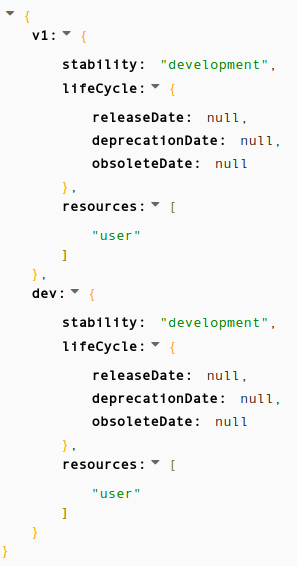 {
v1: {
stability: "development",
lifeCycle: {
releaseDate: null,
deprecationDate: null,
obsoleteDate: null
},
resources: [
"user"
]
},
dev: {
stability: "development",
lifeCycle: {
releaseDate: null,
deprecationDate: null,
obsoleteDate: null
},
resources: [
"user"
]
}
}